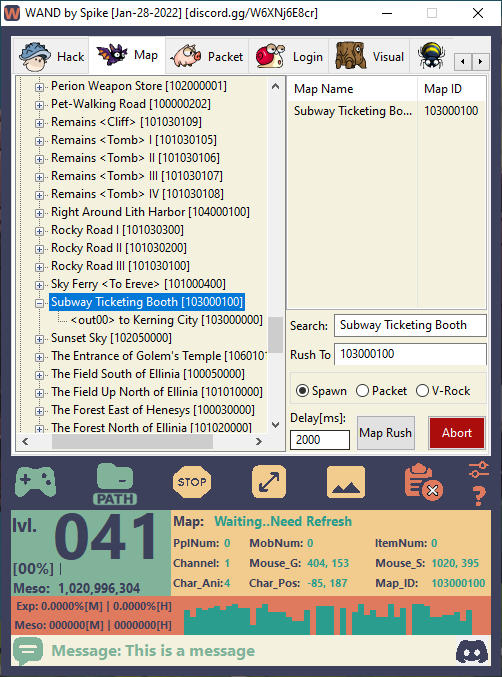 WAND by Spike [Jan-28-2022] [discord.gg/W6XNj6E8cr]
Hack Map Packet Login Visual
Perion Weapon Store [102000001]
Pet-Walking Road [100000202]
Remains <Cliff> [101030109]
Remains <Tomb> I [101030105]
Remains <Tomb> II [101030106]
Remains <Tomb> III [101030107]
Remains <Tomb> IV [101030108]
Right Around Lith Harbor [104000100]
Rocky Road I [101030300]
Rocky Road II [101030200]
Rocky Road III [101030100]
Sky Ferry <To Ereve> [101000400]
Subway Ticketing Booth [103000100]
<out00> to Kerning City [103000000]
Sunset Sky [102050000]
The Entrance of Golem's Temple [106010
The Field South of Ellinia [100050000]
The Field Up North of Ellinia [101010000]
The Forest East of Henesys [100030000]
The Forest North of Ellinia [101020000]
Map Name Map ID
Subway Ticketing Bo... 103000100
Search: Subway Ticketing Booth
Rush To 103000100
Spawn Packet V-Rock
Delay[ms]:
2000 Map Rush Abort
PATH STOP
lvl. 041
[00%]
Meso: 1,020,996,304
Map: Waiting..Need Refresh
PplNum: 0 MobNum: 0 ItemNum: 0
Channel: 1 Mouse_G: 404, 153 Mouse_S: 1020, 395
Char_Ani:4 Char_Pos: -85, 187 Map_ID: 103000100
Exp: 0.0000%[M] | 0.0000%[H]
Meso: 000000[M] | 0000000[H]
Message: This is a message